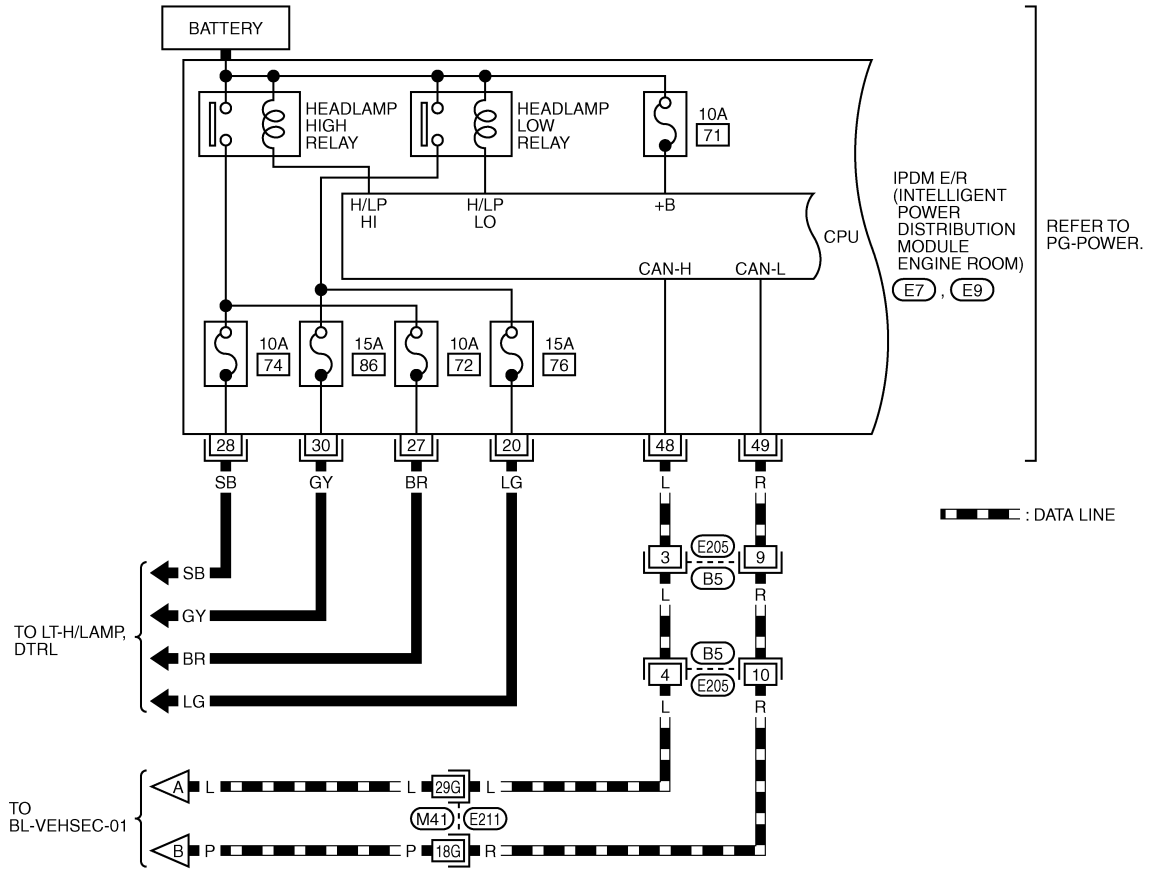 BATTERY
HEADLAMP
HIGH
RELAY
HEADLAMP
LOW
RELAY
10A
71
IPDM E/R
(INTELLIGENT
POWER
DISTRIBUTION
MODULE
ENGINE ROOM)
E7 , E9
REFER TO
PG-POWER.
H/LP
HI
H/LP
LO
+B
CPU
CAN-H
CAN-L
10A
74
15A
86
10A
72
15A
76
28
30
27
20
48
49
SB
GY
BR
LG
L
R
: DATA LINE
3
E205
9
B5
L
R
SB
GY
BR
LG
TO LT-H/LAMP,
DTRL
B5
4
10
E205
L
R
A
L
L
29G
L
M41
E211
TO
BL-VEHSEC-01
B
P
P
18G
R